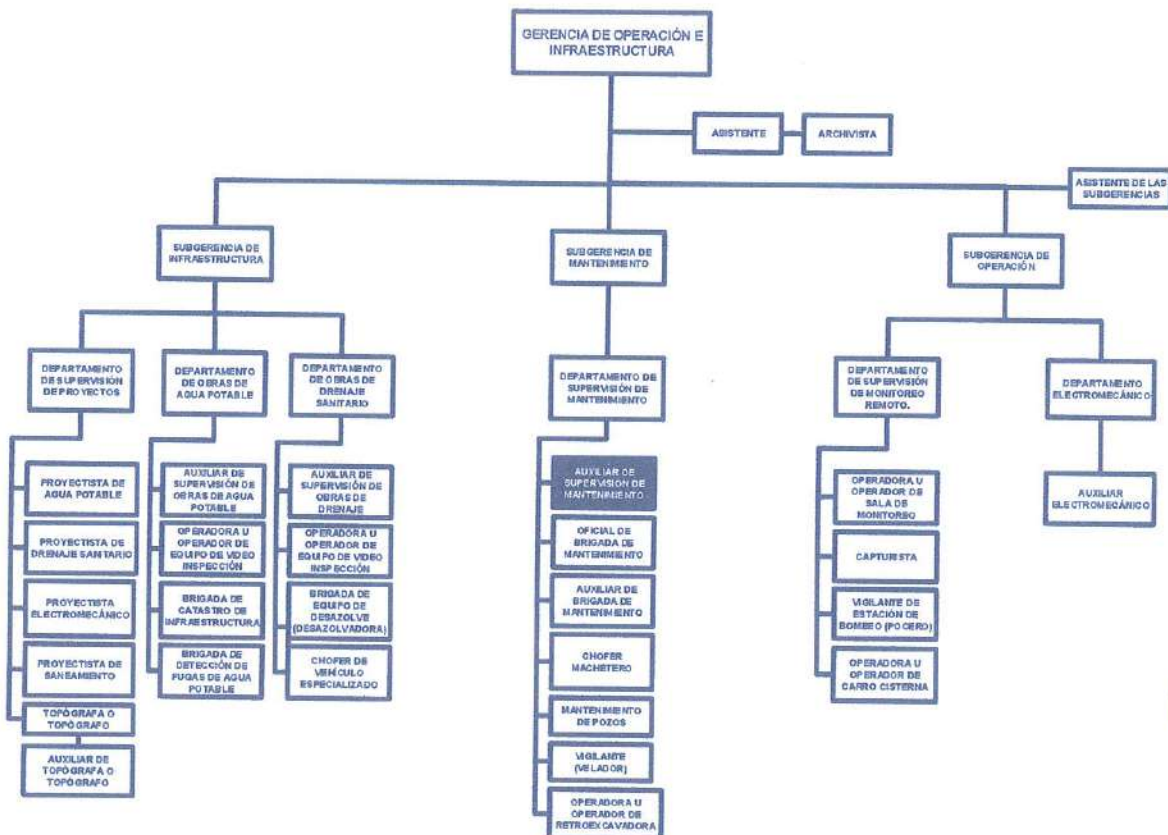 GERENCIA DE OPERACIÓN E
INFRAESTRUCTURA
ASISTENTE
ARCHIVISTA
ASISTENTE DE LAS
SUBGERENCIAS
SUBGERENCIA DE
INFRAESTRUCTURA
SUBGERENCIA DE
MANTENIMIENTO
SUBGERENCIA DE
OPERACIÓN
DEPARTAMENTO
DE SUPERVISIÓN
DE PROYECTOS
DEPARTAMENTO
DE OBRAS DE
AGUA POTABLE
DEPARTAMENTO
DE OBRAS DE
DRENAJE
SANITARIO
DEPARTAMENTO DE
SUPERVISIÓN DE
MANTENIMIENTO
DEPARTAMENTO
DE SUPERVISIÓN
DE MONITOREO
REMOTO.
DEPARTAMENTO
ELECTROMECÁNICO
PROYECTISTA DE
AGUA POTABLE
PROYECTISTA DE
DRENAJE SANITARIO
PROYECTISTA
ELECTROMECÁNICO
PROYECTISTA DE
SANEAMIENTO
TOPÓGRAFA O
TOPÓGRAFO
AUXILIAR DE
TOPÓGRAFA O
TOPÓGRAFO
AUXILIAR DE
SUPERVISIÓN DE
OBRAS DE AGUA
POTABLE
OPERADORA U
OPERADOR DE
EQUIPO DE VIDEO
INSPECCIÓN
BRIGADA DE
CATASTRO DE
INFRAESTRUCTURA
BRIGADA DE
DETECCIÓN DE
FUGAS DE AGUA
POTABLE
AUXILIAR DE
SUPERVISIÓN DE
OBRAS DE
DRENAJE
OPERADORA U
OPERADOR DE
EQUIPO DE VIDEO
INSPECCIÓN
BRIGADA DE
EQUIPO DE
DESAZOLVE
(DESAZOLVADORA)
CHOFER DE
VEHÍCULO
ESPECIALIZADO
AUXILIAR DE
SUPERVISION DE
MANTENIMIENTO
OFICIAL DE
BRIGADA DE
MANTENIMIENTO
AUXILIAR DE
BRIGADA DE
MANTENIMIENTO
CHOFER
MACHETERO
MANTENIMIENTO
DE POZOS
VIGILANTE
(VELADOR)
OPERADORA U
OPERADOR DE
RETROEXCAVADORA
OPERADORA U
OPERADOR DE
SALA DE
MONITOREO
CAPTURISTA
VIGILANTE DE
ESTACIÓN DE
BOMBEO (POCERO)
OPERADORA U
OPERADOR DE
CARRO CISTERNA
AUXILIAR
ELECTROMECÁNICO